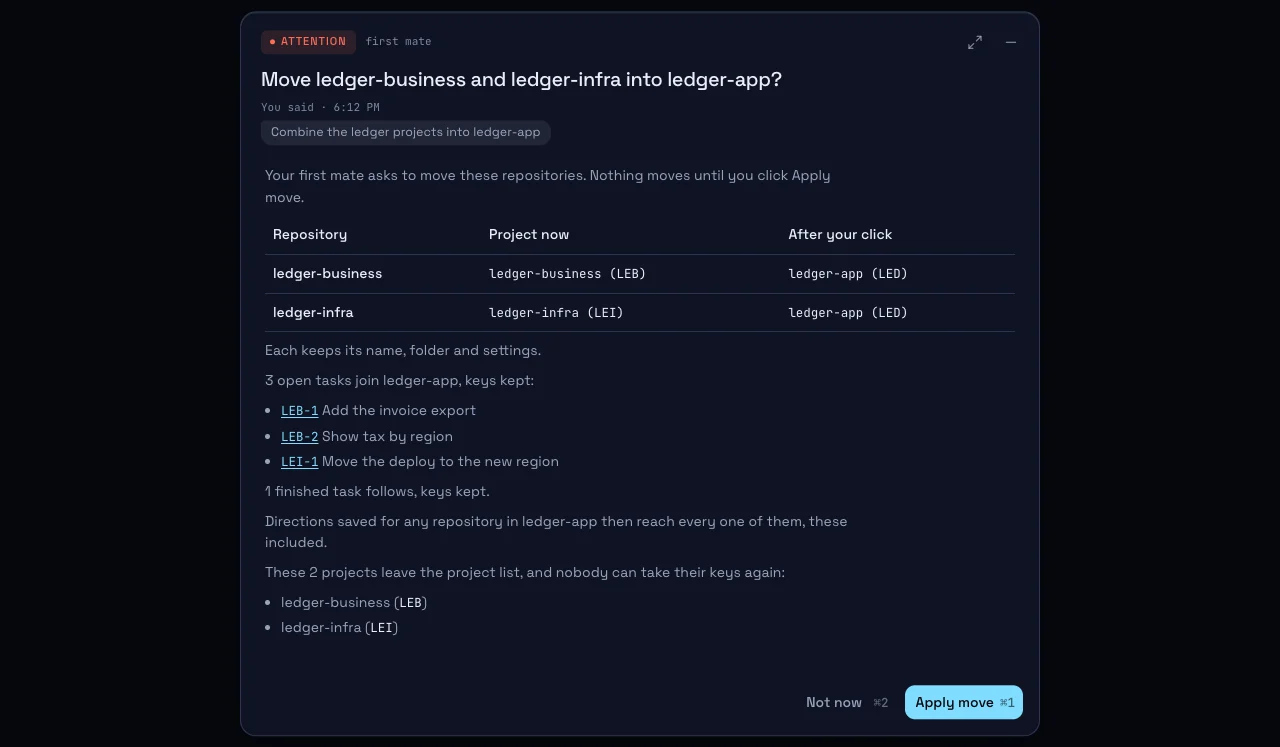 ATTENTION first mate
Move ledger-business and ledger-infra into ledger-app?
You said · 6:12 PM
Combine the ledger projects into ledger-app
Your first mate asks to move these repositories. Nothing moves until you click Apply
move.
Repository Project now After your click
ledger-business ledger-business (LEB) ledger-app (LED)
ledger-infra ledger-infra (LEI) ledger-app (LED)
Each keeps its name, folder and settings.
3 open tasks join ledger-app, keys kept:
• LEB-1 Add the invoice export
• LEB-2 Show tax by region
• LEI-1 Move the deploy to the new region
1 finished task follows, keys kept.
Directions saved for any repository in ledger-app then reach every one of them, these
included.
These 2 projects leave the project list, and nobody can take their keys again:
• ledger-business (LEB)
• ledger-infra (LEI)
Not now ⌘2 Apply move ⌘1